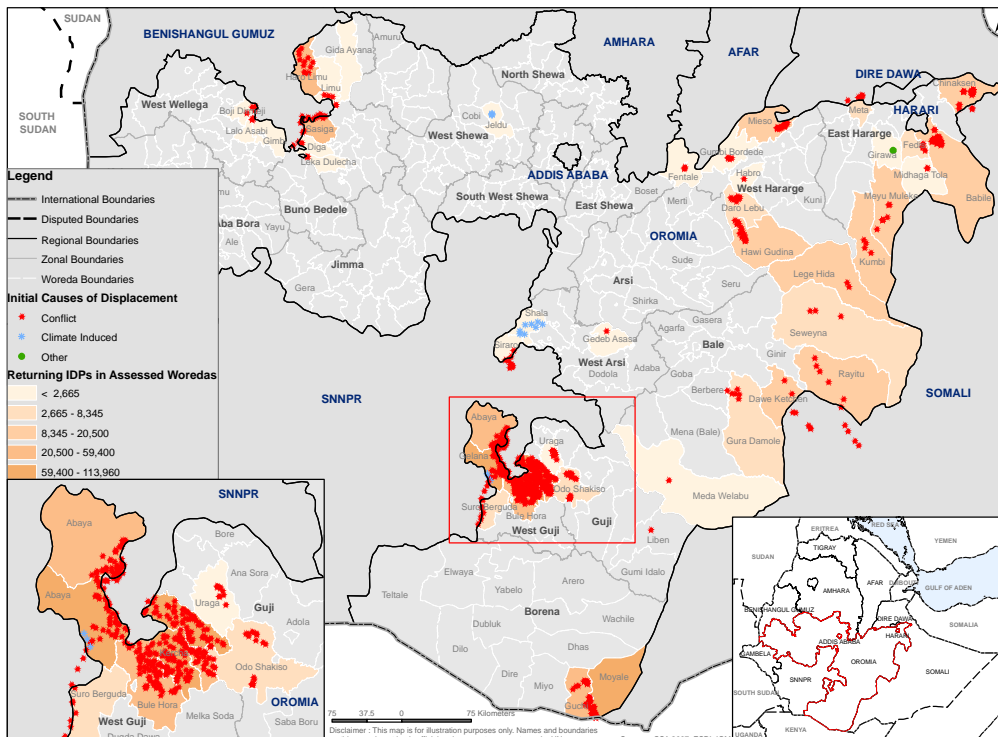 SUDAN
SOUTH
SUDAN
BENISHANGUL GUMUZ
AMHARA
AFAR
DIRE DAWA
HARARI
SOMALI
SNNPR
OROMIA
ADDIS ABABA
Gida Ayana
Amuru
Limu
Boji
Lalo Asabi
Gimbi
Sasiga
Diga
Leka Dulecha
West Wellega
North Shewa
Cobi
Jeldu
West Shewa
South West Shewa
East Shewa
Buno Bedele
Yayu
Ale
Jimma
Gera
Fentale
Boset
Merti
Mieso
Gumbi Bordede
Habro
West Hararge
Daro Lebu
Kuni
Hawi Gudina
Meta
East Hararge
Girawa
Chinaksen
Midhaga Tola
Meyu Muleke
Babile
Kumbi
Arsi
Sude
Seru
Shirka
Lege Hida
Seweyna
Gasera
Agarfa
Bale
Ginir
Rayitu
Shala
Siraro
Gedeb Asasa
West Arsi
Dodola
Adaba
Goba
Berbere
Dawe Ketchen
Mena (Bale)
Gura Damole
Meda Welabu
Abaya
Gelana
Uraga
Odo Shakiso
Suro Berguda
Bule Hora
West Guji
Guji
Liben
Gumi Idalo
Elwaya
Arero
Teltale
Yabelo
Borena
Wachile
Dubluk
Dilo
Dhas
Dire
Miyo
Moyale
Legend
International Boundaries
Disputed Boundaries
Regional Boundaries
Zonal Boundaries
Woreda Boundaries
Initial Causes of Displacement
Conflict
Climate Induced
Other
Returning IDPs in Assessed Woredas
< 2,665
2,665 - 8,345
8,345 - 20,500
20,500 - 59,400
59,400 - 113,960
SNNPR
Abaya
Bore
Ana Sora
Abaya
Uraga
Guji
Adola
Odo Shakiso
Suro Berguda
OROMIA
Bule Hora
West Guji
Melka Soda
Saba Boru
75 37.5 0 75 Kilometers
Disclaimer : This map is for illustration purposes only. Names and boundaries
ERITREA
RED SEA
YEMEN
SUDAN
TIGRAY
AFAR
GULF OF ADEN
AMHARA
BENISHANGUL GUMUZ
DIRE DAWA
HARARI
SOMALIA
ADDIS ABABA
GAMBELA
OROMIA
SOMALI
SNNPR
SOUTH SUDAN
UGANDA
KENYA